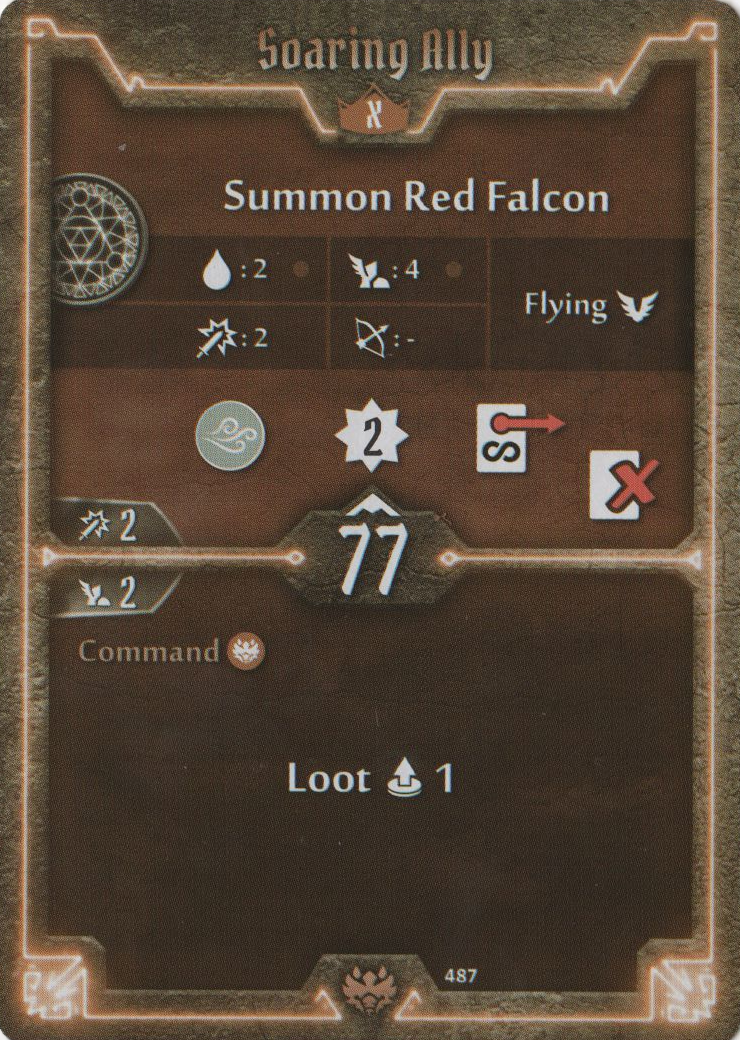 Soaring Ally
X
Summon Red Falcon
: 2
: 4
Flying
: 2
: -
2
S
2
77
2
Command
Loot 1
487